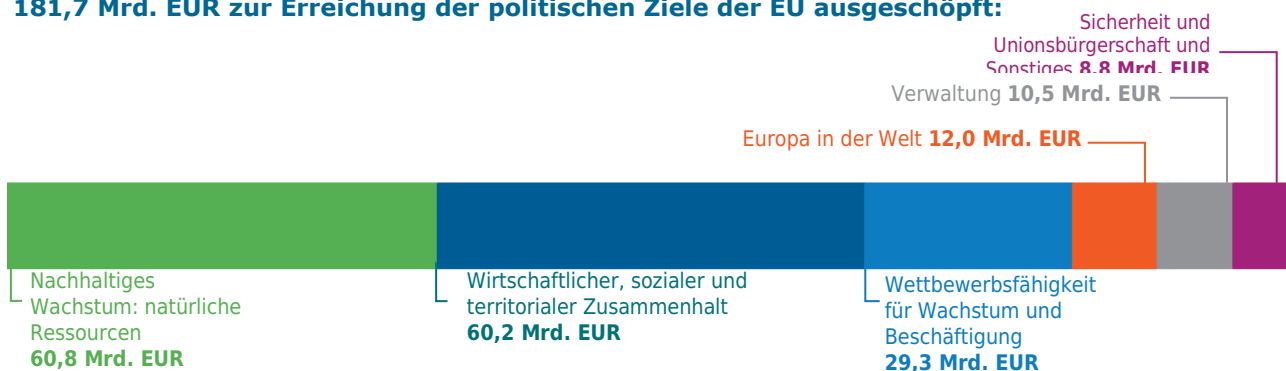 181,7 Mrd. EUR zur Erreichung der politischen Ziele der EU ausgeschöpft:
Sicherheit und
Unionsbürgerschaft und
Sonstiges 8,8 Mrd. EUR
Verwaltung 10,5 Mrd. EUR
Europa in der Welt 12,0 Mrd. EUR
Nachhaltiges
Wachstum: natürliche
Ressourcen
60,8 Mrd. EUR
Wirtschaftlicher, sozialer und
territorialer Zusammenhalt
60,2 Mrd. EUR
Wettbewerbsfähigkeit
für Wachstum und
Beschäftigung
29,3 Mrd. EUR